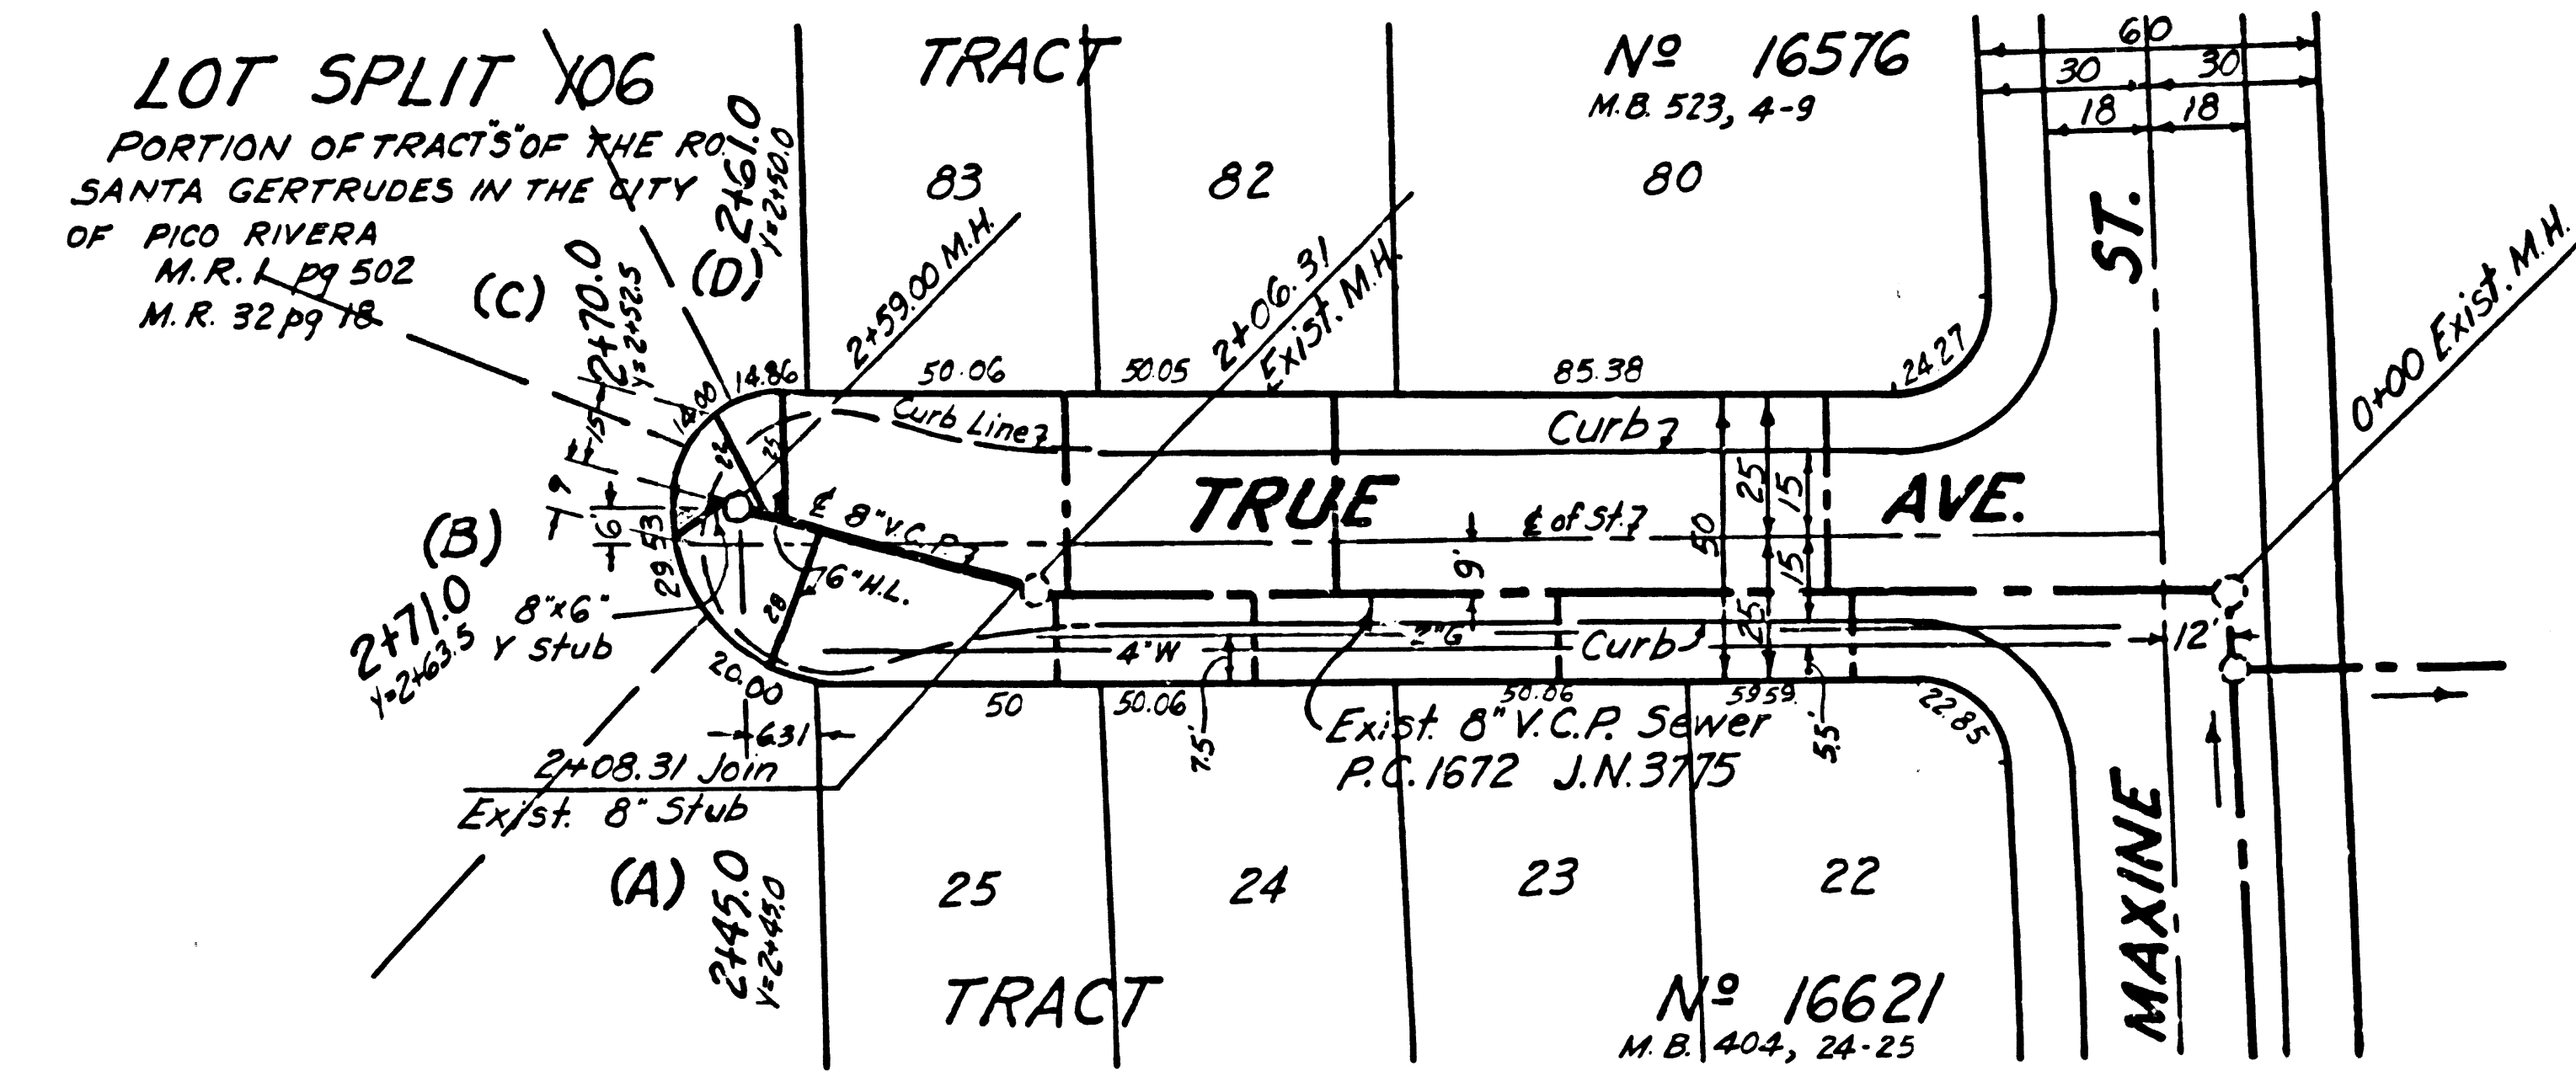 LOT SPLIT 106
PORTION OF TRACT "S" OF THE RO.
SANTA GERTRUDES IN THE CITY
OF PICO RIVERA
M.R. 1 pg 502
M.R. 32 pg 18
TRACT
Nº 16576
M.B. 523, 4-9
83
82
80
60
30
30
18
18
ST.
(D)
2+61.0
Y=2+50.0
(C)
2+70.0
Y=2+52.5
2+59.00 M.H.
2+06.31
Exist. M.H.
0+00 Exist. M.H.
14.00
14.86
50.06
50.05
85.38
24.27
Curb Line
Curb
15
9
6
25
25
TRUE
AVE.
℄ 8" V.C.P.
℄ of St.
9'
50
25
15
15
25
(B)
2+71.0
Y=2+63.5
29.53
8"x6"
Y Stub
6" H.L.
28
4" W
2" G
Curb
12'
20.00
6.31
50
50.06
7.5'
50.06
59.59
5.5'
22.85
Exist. 8" V.C.P. Sewer
P.C. 1672 J.N. 3775
2+08.31 Join
Exist. 8" Stub
(A)
2+45.0
Y=2+45.0
25
24
23
22
MAXINE
TRACT
Nº 16621
M.B. 404, 24-25